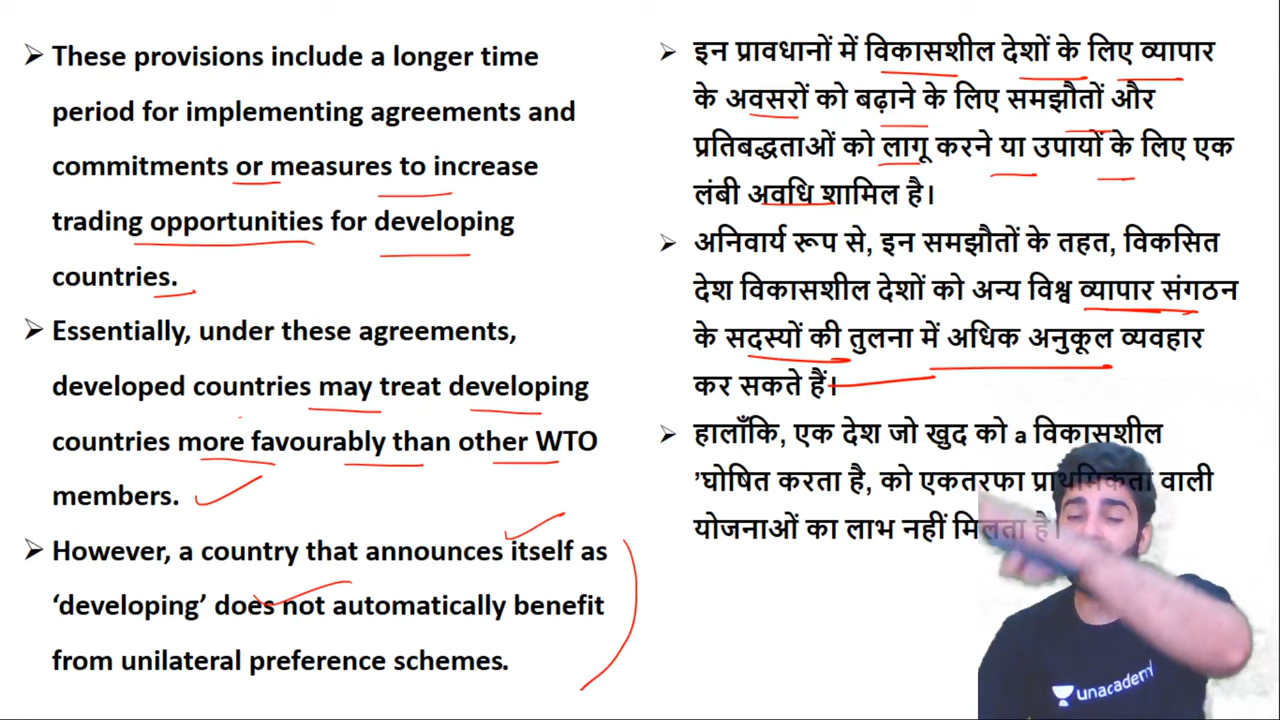 These provisions include a longer time
period for implementing agreements and
commitments or measures to increase
trading opportunities for developing
countries.
Essentially, under these agreements,
developed countries may treat developing
countries more favourably than other WTO
members.
However, a country that announces itself as
‘developing’ does not automatically benefit
from unilateral preference schemes.
इन प्रावधानों में विकासशील देशों के लिए व्यापार
के अवसरों को बढ़ाने के लिए समझौतों और
प्रतिबद्धताओं को लागू करने या उपायों के लिए एक
लंबी अवधि शामिल है।
अनिवार्य रूप से, इन समझौतों के तहत, विकसित
देश विकासशील देशों को अन्य विश्व व्यापार संगठन
के सदस्यों की तुलना में अधिक अनुकूल व्यवहार
कर सकते हैं।
हालाँकि, एक देश जो खुद को a विकासशील
’घोषित करता है, को एकतरफा प्राथमिकता वाली
योजनाओं का लाभ नहीं मिलता है।
unacademy